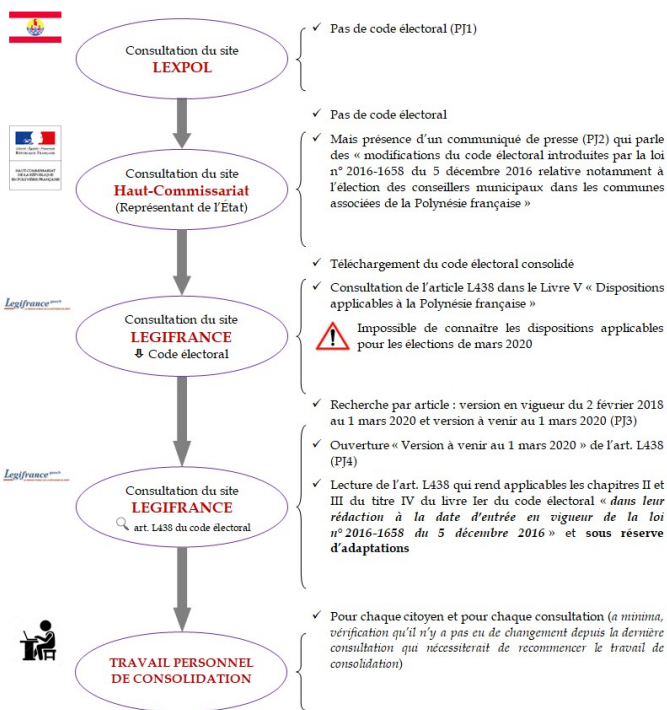 Consultation du site
LEXPOL
✓ Pas de code électoral (PJ1)
Liberté • Égalité • Fraternité
RÉPUBLIQUE FRANÇAISE
HAUT-COMMISSARIAT
DE LA RÉPUBLIQUE
EN POLYNÉSIE FRANÇAISE
Consultation du site
Haut-Commissariat
(Représentant de l'État)
✓ Pas de code électoral
✓ Mais présence d'un communiqué de presse (PJ2) qui parle
des « modifications du code électoral introduites par la loi
n° 2016-1658 du 5 décembre 2016 relative notamment à
l'élection des conseillers municipaux dans les communes
associées de la Polynésie française »
Legifrance
Consultation du site
LEGIFRANCE
⇩ Code électoral
✓ Téléchargement du code électoral consolidé
✓ Consultation de l'article L438 dans le Livre V « Dispositions
applicables à la Polynésie française »
Impossible de connaître les dispositions applicables
pour les élections de mars 2020
Legifrance
Consultation du site
LEGIFRANCE
art. L438 du code électoral
✓ Recherche par article : version en vigueur du 2 février 2018
au 1 mars 2020 et version à venir au 1 mars 2020 (PJ3)
✓ Ouverture « Version à venir au 1 mars 2020 » de l'art. L438
(PJ4)
✓ Lecture de l'art. L438 qui rend applicables les chapitres II et
III du titre IV du livre Ier du code électoral « dans leur
rédaction à la date d'entrée en vigueur de la loi
n° 2016-1658 du 5 décembre 2016 » et sous réserve
d'adaptations
TRAVAIL PERSONNEL
DE CONSOLIDATION
✓ Pour chaque citoyen et pour chaque consultation (a minima,
vérification qu'il n'y a pas eu de changement depuis la dernière
consultation qui nécessiterait de recommencer le travail de
consolidation)